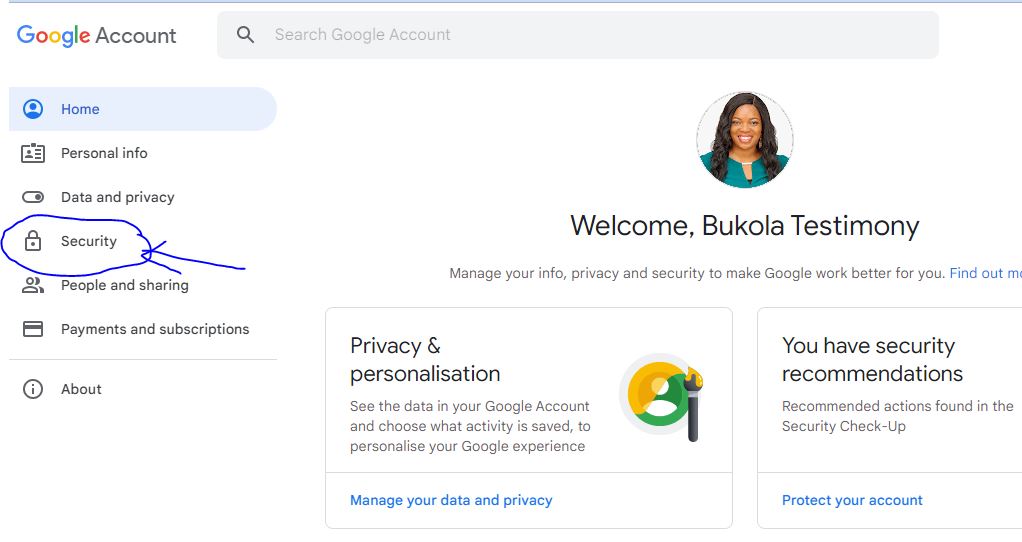 Google Account
Search Google Account
Home
Personal info
Data and privacy
Security
People and sharing
Payments and subscriptions
About
Welcome, Bukola Testimony
Manage your info, privacy and security to make Google work better for you. Find out mo
Privacy &
personalisation
See the data in your Google Account
and choose what activity is saved, to
personalise your Google experience
Manage your data and privacy
You have security
recommendations
Recommended actions found in the
Security Check-Up
Protect your account